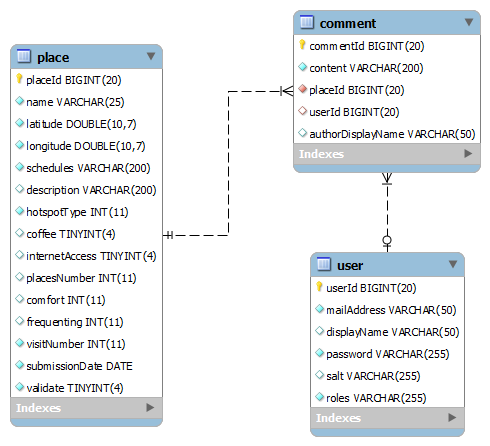 place
placeId BIGINT(20)
name VARCHAR(25)
latitude DOUBLE(10,7)
longitude DOUBLE(10,7)
schedules VARCHAR(200)
description VARCHAR(200)
hotspotType INT(11)
coffee TINYINT(4)
internetAccess TINYINT(4)
placesNumber INT(11)
comfort INT(11)
frequenting INT(11)
visitNumber INT(11)
submissionDate DATE
validate TINYINT(4)
Indexes
comment
commentId BIGINT(20)
content VARCHAR(200)
placeId BIGINT(20)
userId BIGINT(20)
authorDisplayName VARCHAR(50)
Indexes
user
userId BIGINT(20)
mailAddress VARCHAR(50)
displayName VARCHAR(50)
password VARCHAR(255)
salt VARCHAR(255)
roles VARCHAR(255)
Indexes